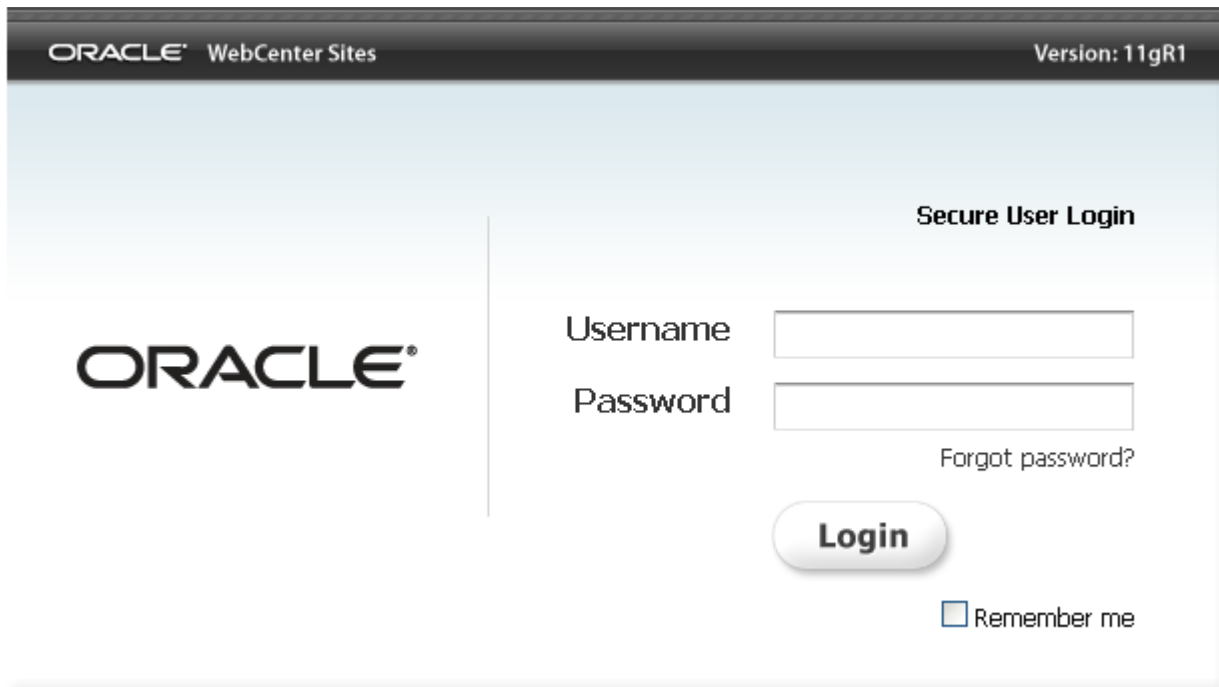 ORACLE® WebCenter Sites Version: 11gR1
Secure User Login
ORACLE®
Username
Password
Forgot password?
Login
Remember me